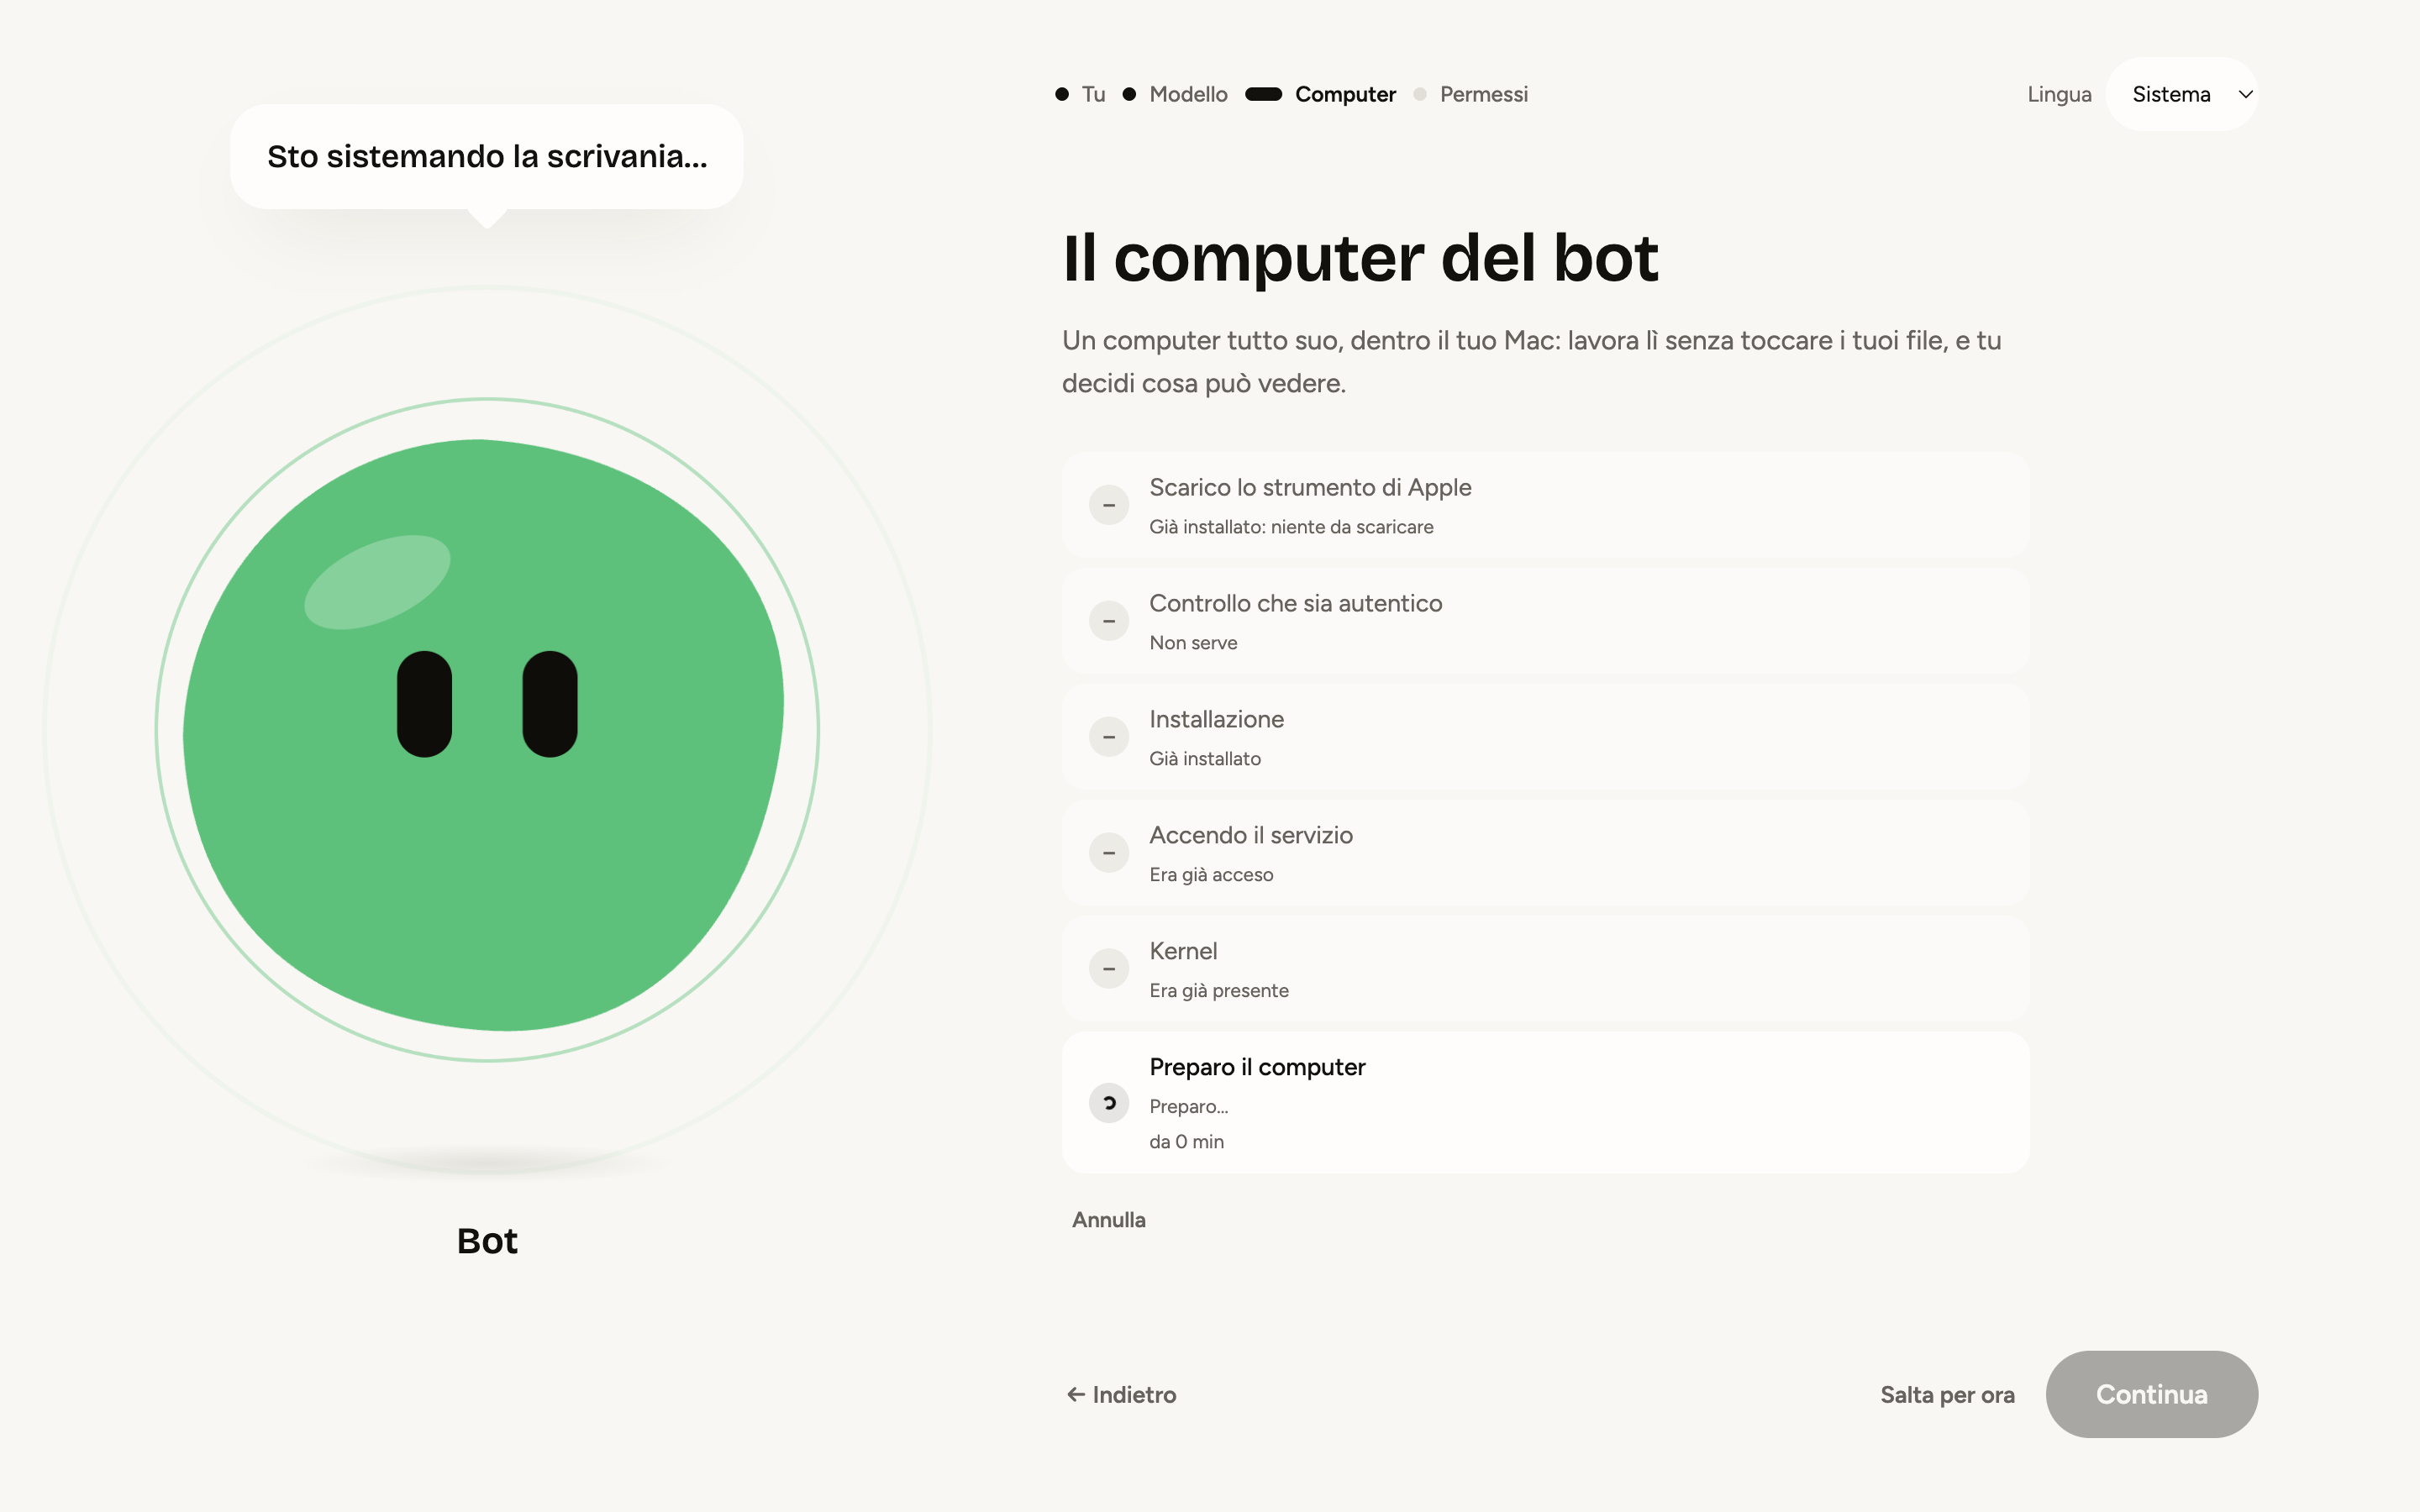 Sto sistemando la scrivania...
Bot
Tu
Modello
Computer
Permessi
Lingua
Sistema
Il computer del bot
Un computer tutto suo, dentro il tuo Mac: lavora lì senza toccare i tuoi file, e tu
decidi cosa può vedere.
Scarico lo strumento di Apple
Già installato: niente da scaricare
Controllo che sia autentico
Non serve
Installazione
Già installato
Accendo il servizio
Era già acceso
Kernel
Era già presente
Preparo il computer
Preparo...
da 0 min
Annulla
← Indietro
Salta per ora
Continua